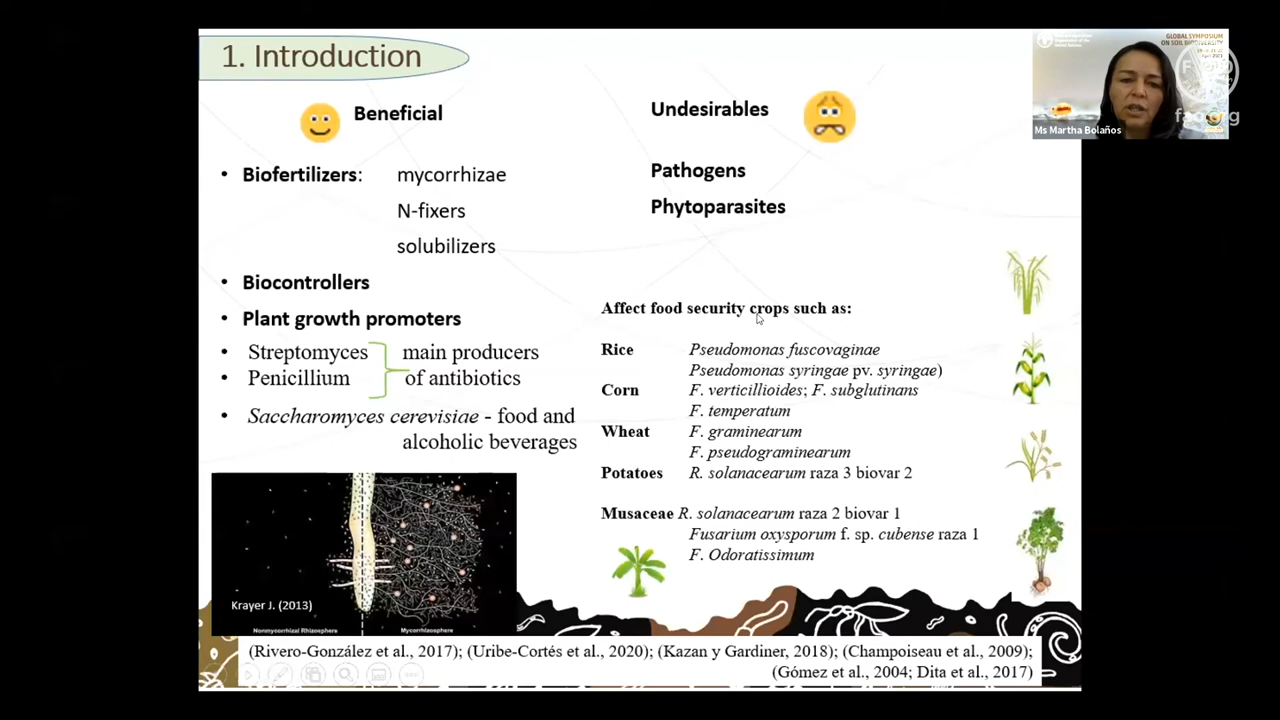 1. Introduction
Beneficial
• Biofertilizers: mycorrhizae
N-fixers
solubilizers
• Biocontrollers
• Plant growth promoters
• Streptomyces main producers
• Penicillium of antibiotics
• Saccharomyces cerevisiae - food and
alcoholic beverages
Krayer J. (2013)
Nonmycorrhizal Rhizosphere Mycorrhizosphere
Undesirables
Pathogens
Phytoparasites
Affect food security crops such as:
Rice Pseudomonas fuscovaginae
Pseudomonas syringae pv. syringae)
Corn F. verticillioides; F. subglutinans
F. temperatum
Wheat F. graminearum
F. pseudograminearum
Potatoes R. solanacearum raza 3 biovar 2
Musaceae R. solanacearum raza 2 biovar 1
Fusarium oxysporum f. sp. cubense raza 1
F. Odoratissimum
(Rivero-González et al., 2017); (Uribe-Cortés et al., 2020); (Kazan y Gardiner, 2018); (Champoiseau et al., 2009);
(Gómez et al., 2004; Dita et al., 2017)
GLOBAL SYMPOSIUM
ON SOIL BIODIVERSITY
fao.org
Ms Martha Bolaños